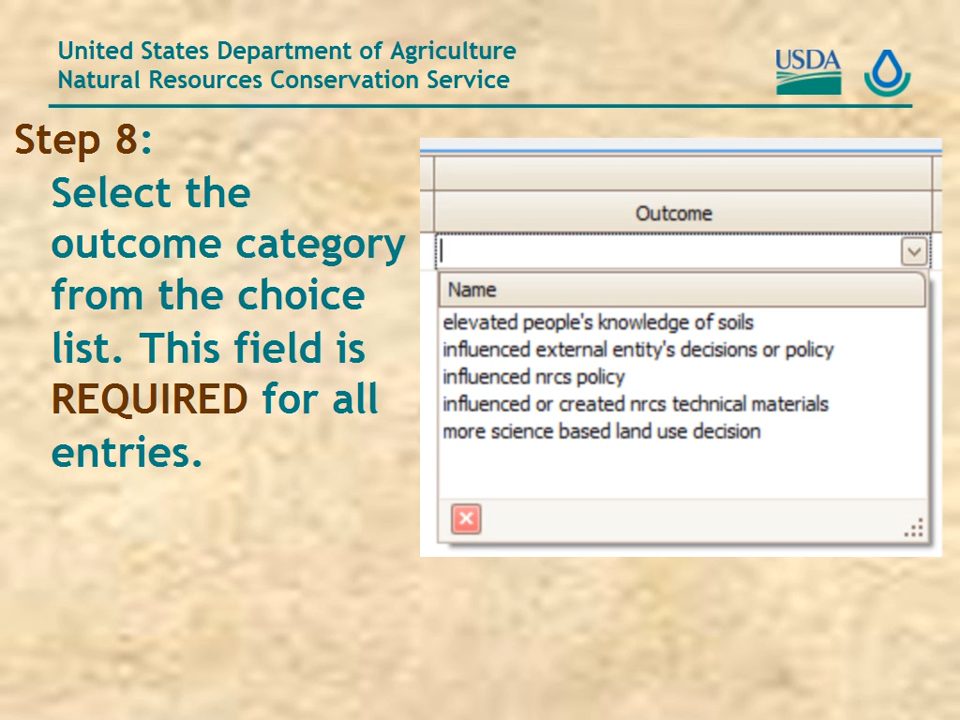 United States Department of Agriculture
Natural Resources Conservation Service
USDA
Step 8:
Select the
outcome category
from the choice
list. This field is
REQUIRED for all
entries.
Outcome
Name
elevated people's knowledge of soils
influenced external entity's decisions or policy
influenced nrcs policy
influenced or created nrcs technical materials
more science based land use decision